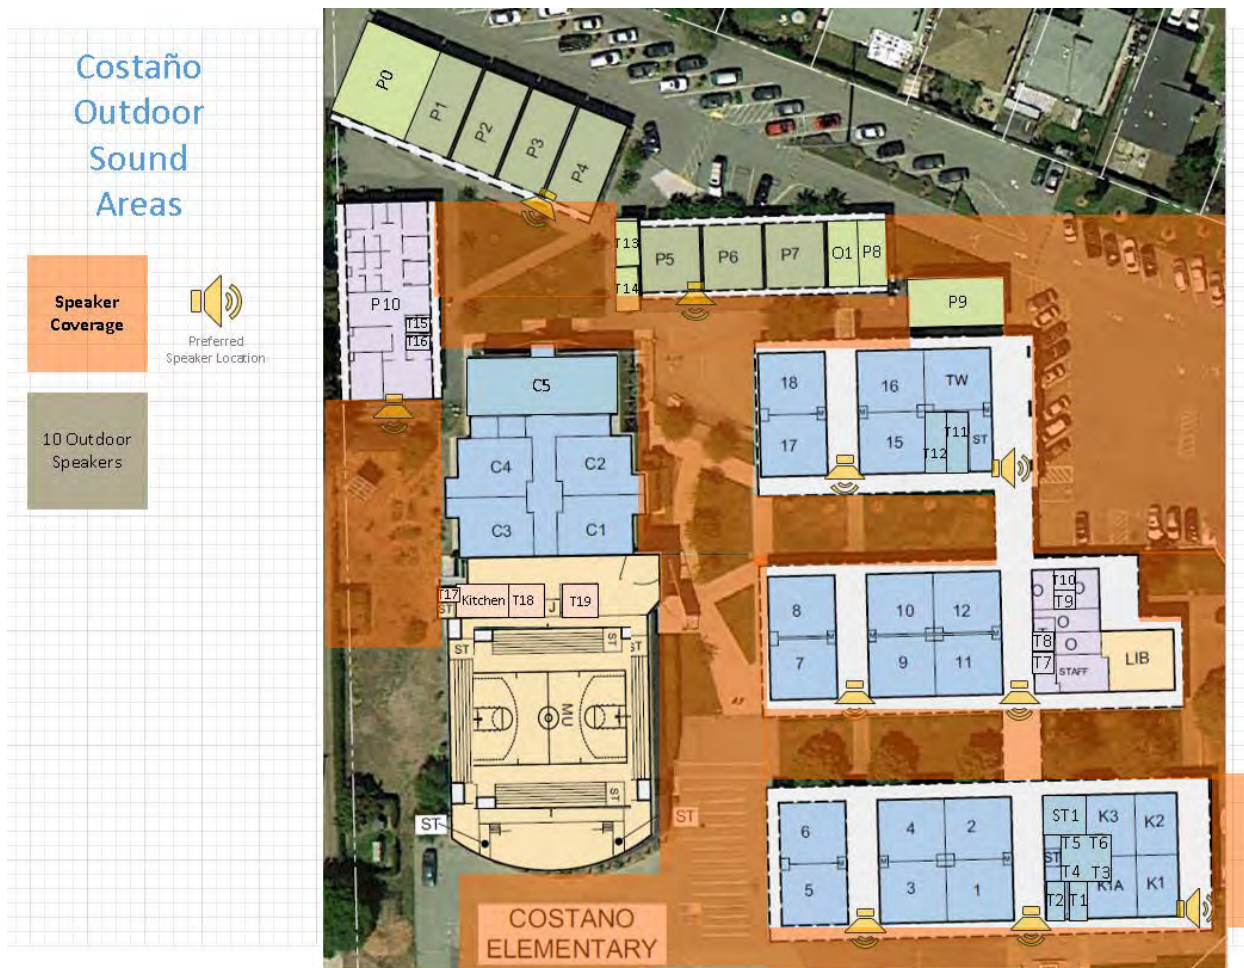 Costaño
Outdoor
Sound
Areas
Speaker
Coverage
Preferred
Speaker Location
10 Outdoor
Speakers
P0
P1
P2
P3
P4
T13
T14
P5
P6
P7
O1
P8
P9
P10
T15
T16
C5
C4
C2
C3
C1
18
17
16
TW
15
T12
T11
ST
T17
ST
Kitchen
T18
J
T19
ST
ST
ST
MU
ST
ST
ST
8
7
10
12
9
11
T10
O
O
T9
O
T8
O
T7
STAFF
LIB
6
5
4
2
3
1
ST1
K3
K2
ST
T5
T6
T4
T3
K1A
K1
T2
T1
COSTANO
ELEMENTARY